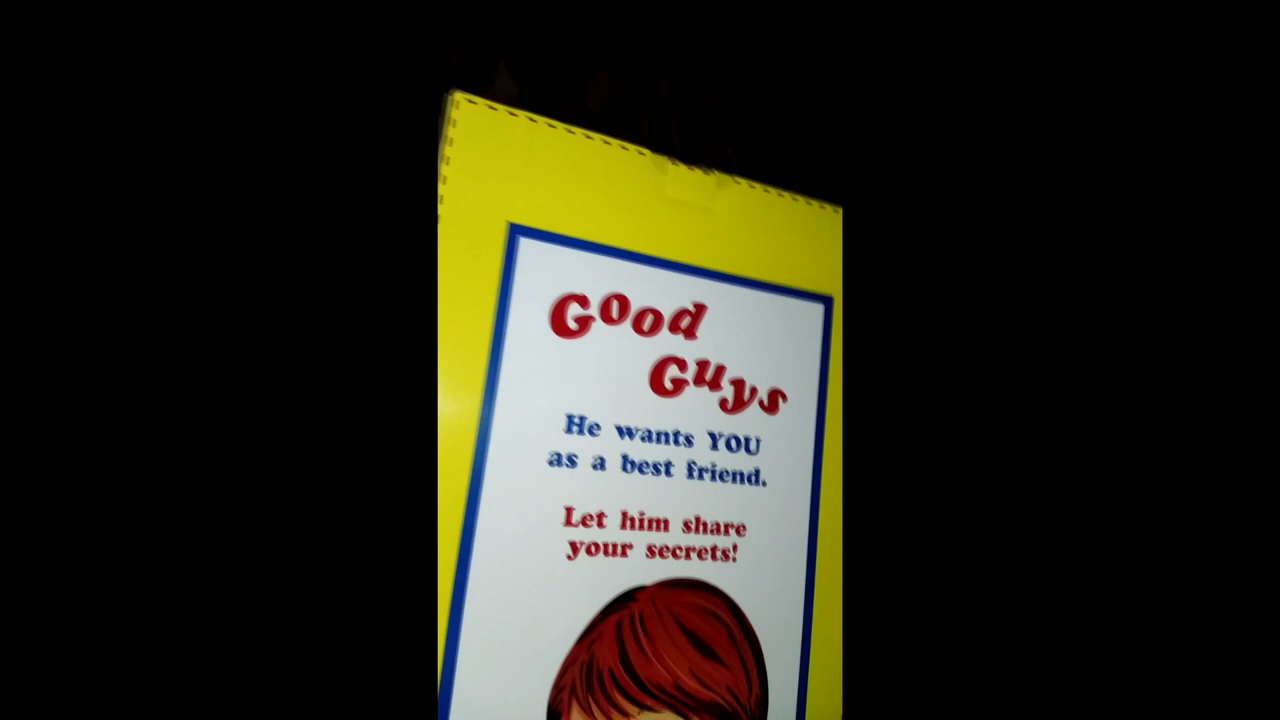 Good
Guys
He wants YOU
as a best friend.
Let him share
your secrets!